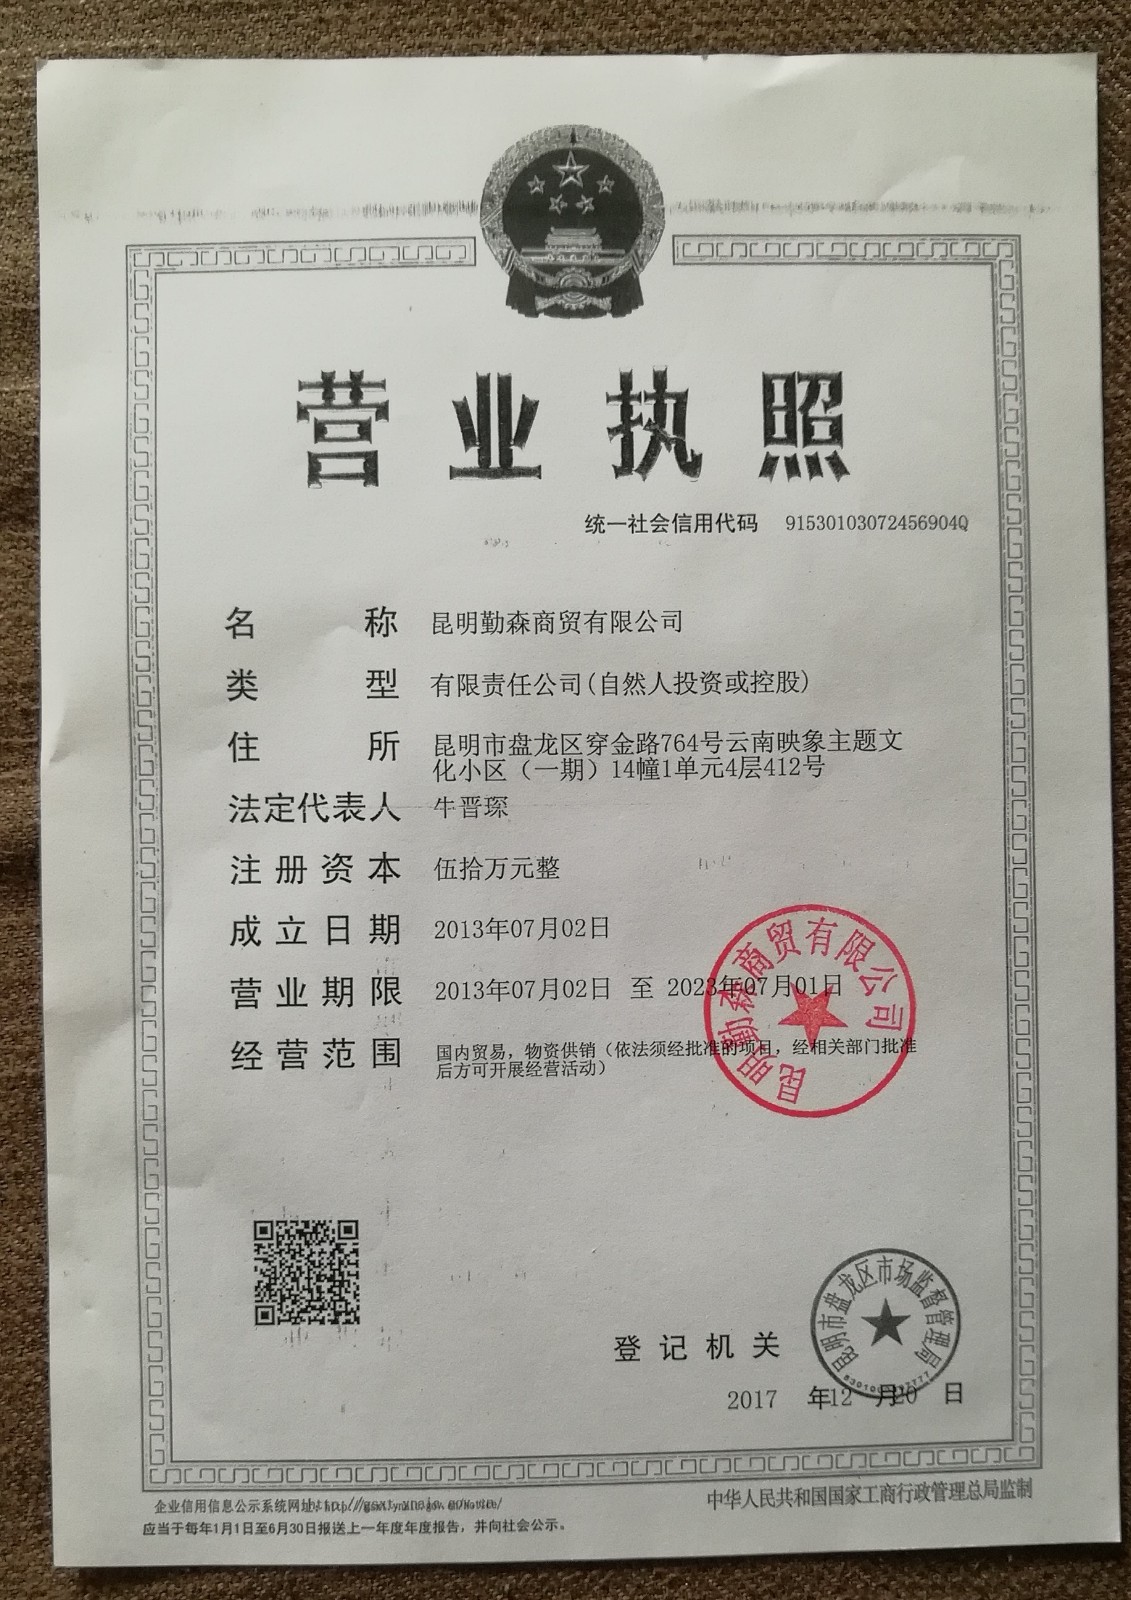 营业执照
统一社会信用代码 91530103072456904Q
名称 昆明勤森商贸有限公司
类型 有限责任公司(自然人投资或控股)
住所 昆明市盘龙区穿金路764号云南映象主题文
化小区（一期）14幢1单元4层412号
法定代表人 牛晋琛
注册资本 伍拾万元整
成立日期 2013年07月02日
营业期限 2013年07月02日 至 2023年07月01日
经营范围 国内贸易，物资供销（依法须经批准的项目，经相关部门批准
后方可开展经营活动）
昆明勤森商贸有限公司
登记机关
昆明市盘龙区市场监督管理局
2017 年12 月20 日
企业信用信息公示系统网址：
中华人民共和国国家工商行政管理总局监制
应当于每年1月1日至6月30日报送上一年度年度报告，并向社会公示。